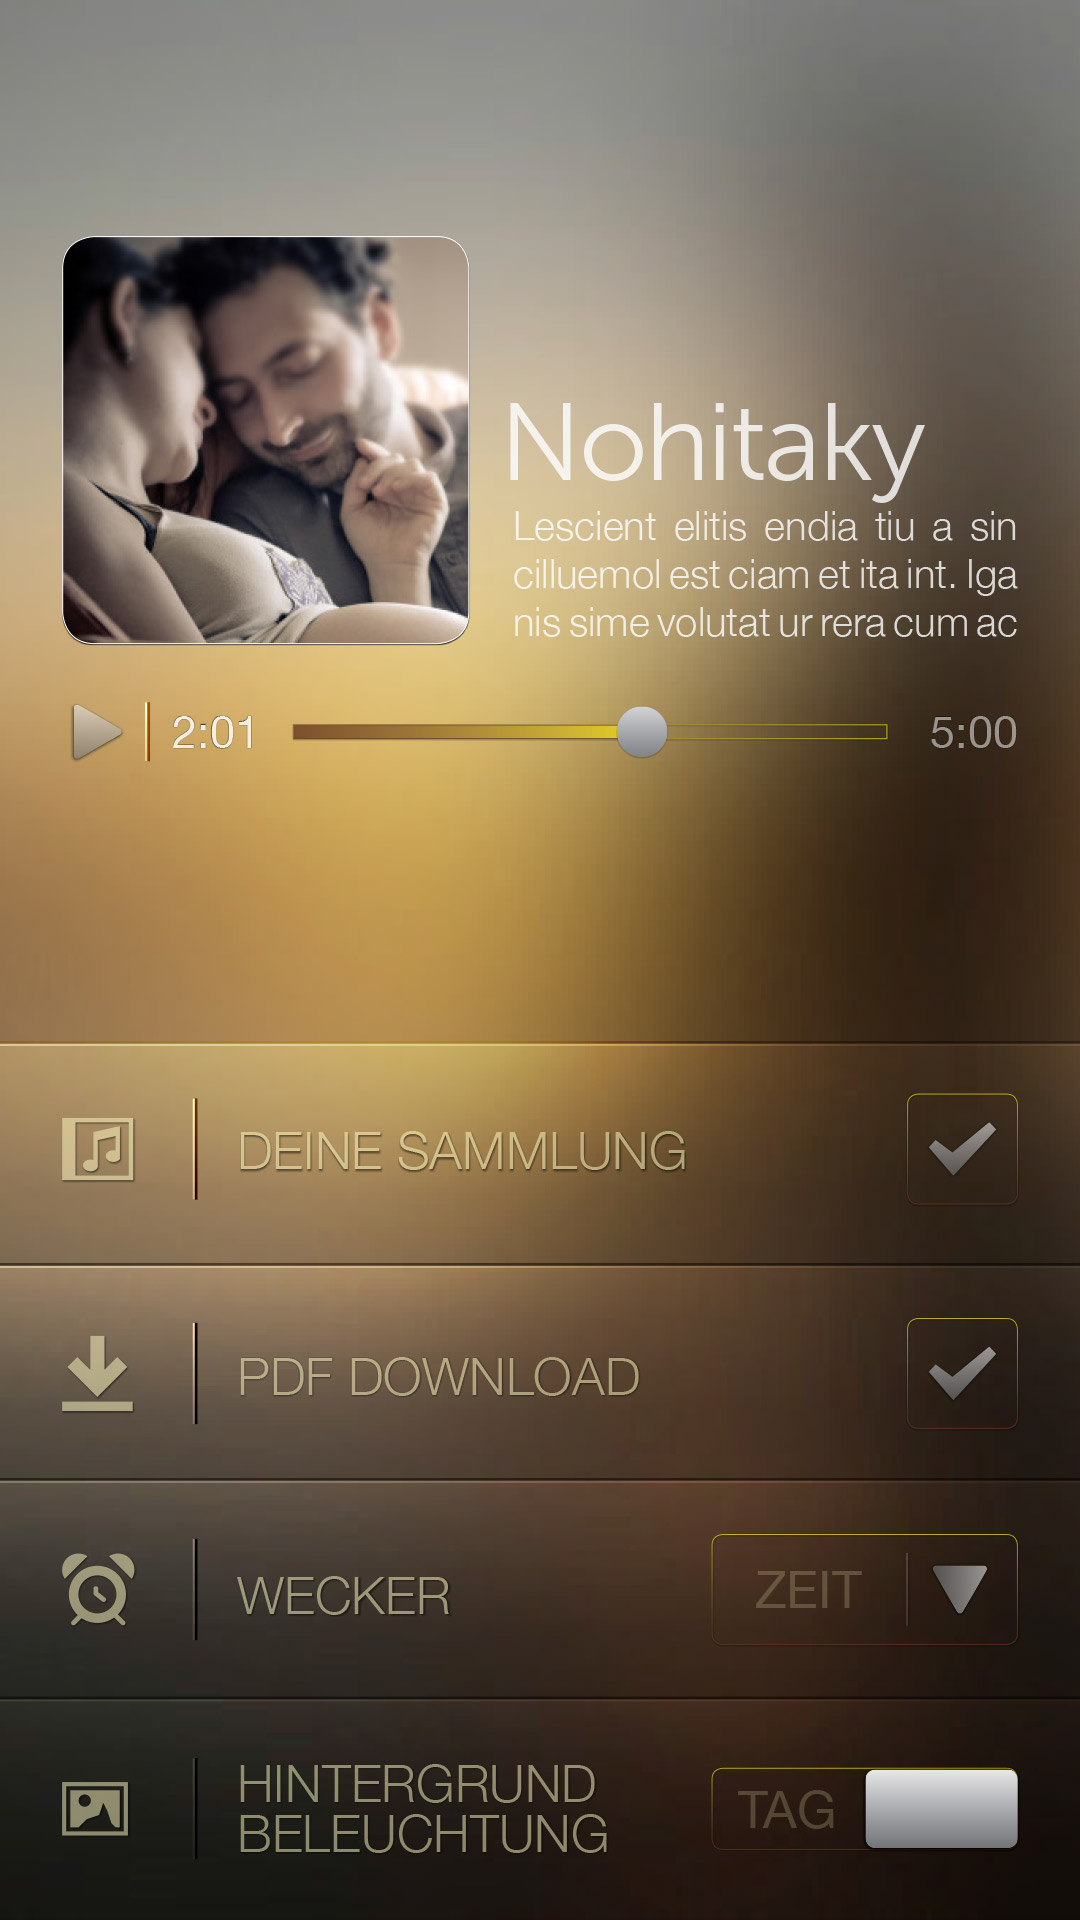 Nohitaky
Lescient elitis endia tiu a sin
cilluemol est ciam et ita int. Iga
nis sime volutat ur rera cum ac
2:01
5:00
DEINE SAMMLUNG
PDF DOWNLOAD
WECKER
ZEIT
HINTERGRUND
BELEUCHTUNG
TAG